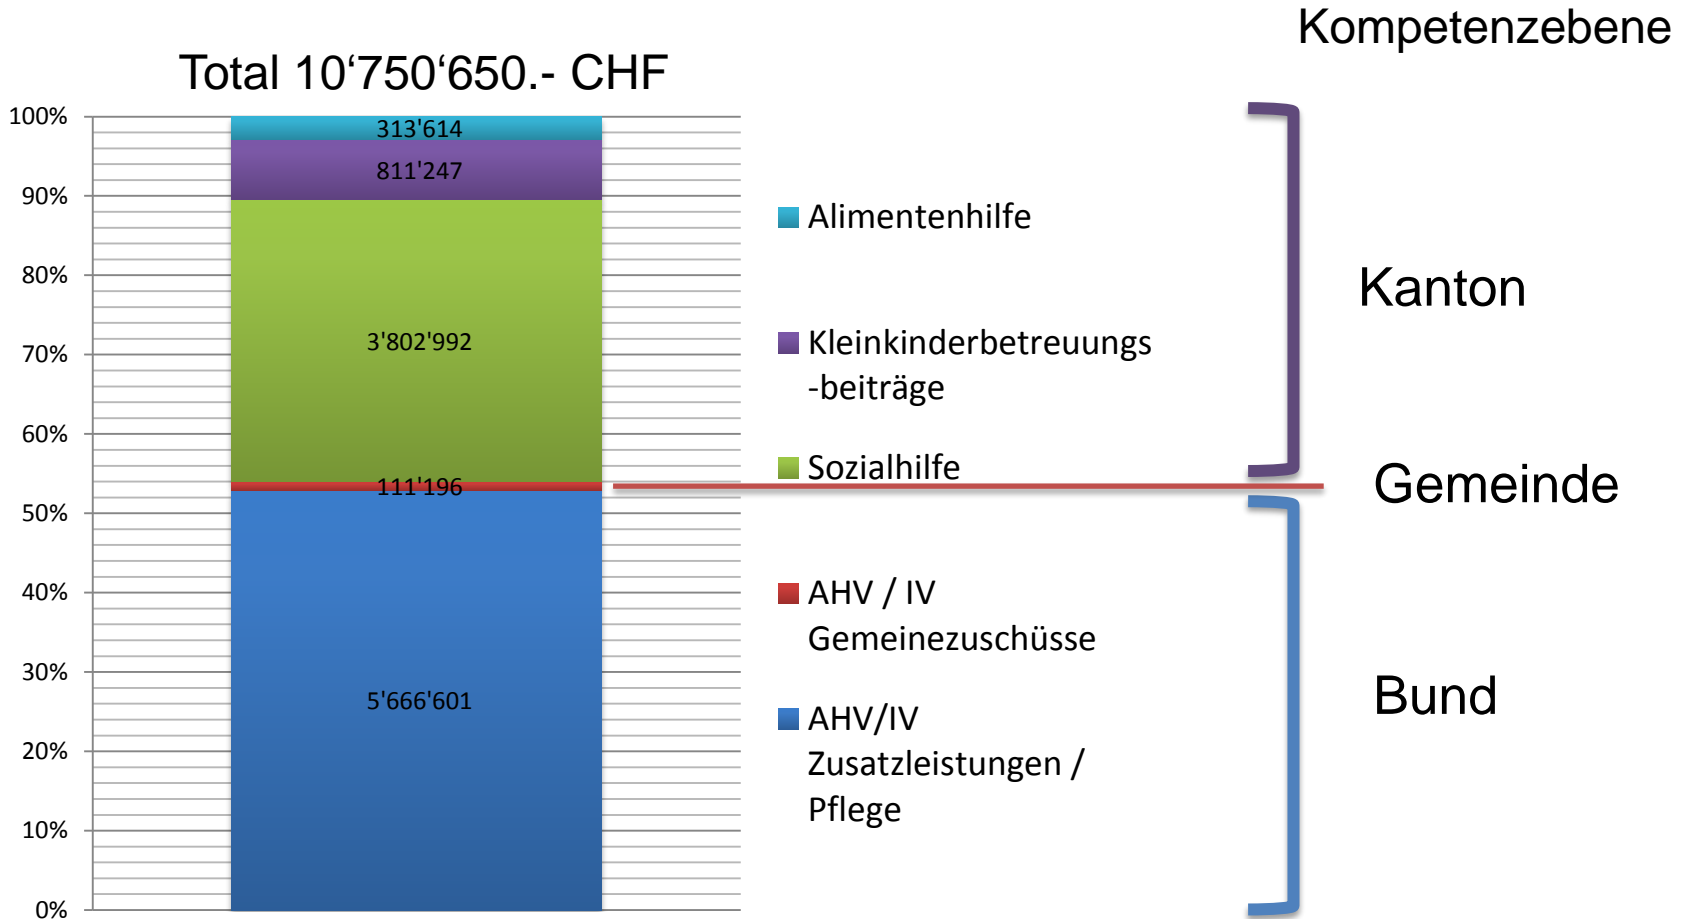 Kompetenzebene
Total 10‘750‘650.- CHF
100%
90%
80%
70%
60%
50%
40%
30%
20%
10%
0%
313'614
811'247
3'802'992
111'196
5'666'601
Alimentenhilfe
Kleinkinderbetreuungs
-beiträge
Sozialhilfe
AHV / IV
Gemeinezuschüsse
AHV/IV
Zusatzleistungen /
Pflege
Kanton
Gemeinde
Bund